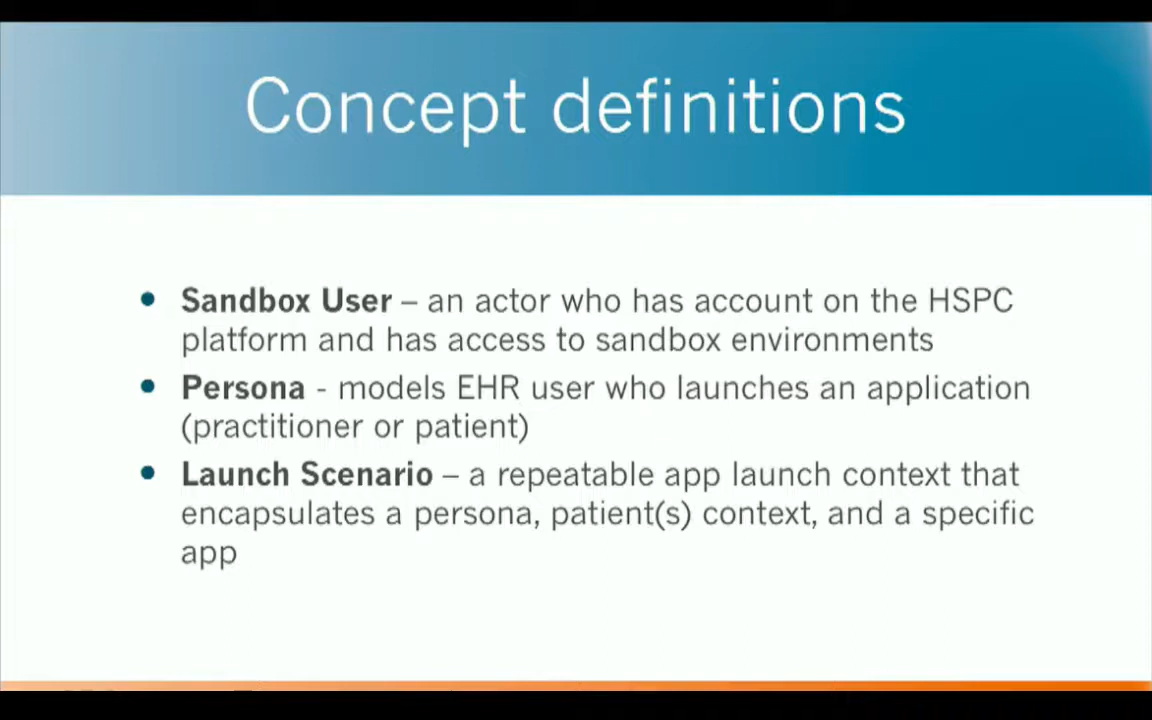 Concept definitions
• Sandbox User – an actor who has account on the HSPC
platform and has access to sandbox environments
• Persona - models EHR user who launches an application
(practitioner or patient)
• Launch Scenario – a repeatable app launch context that
encapsulates a persona, patient(s) context, and a specific
app